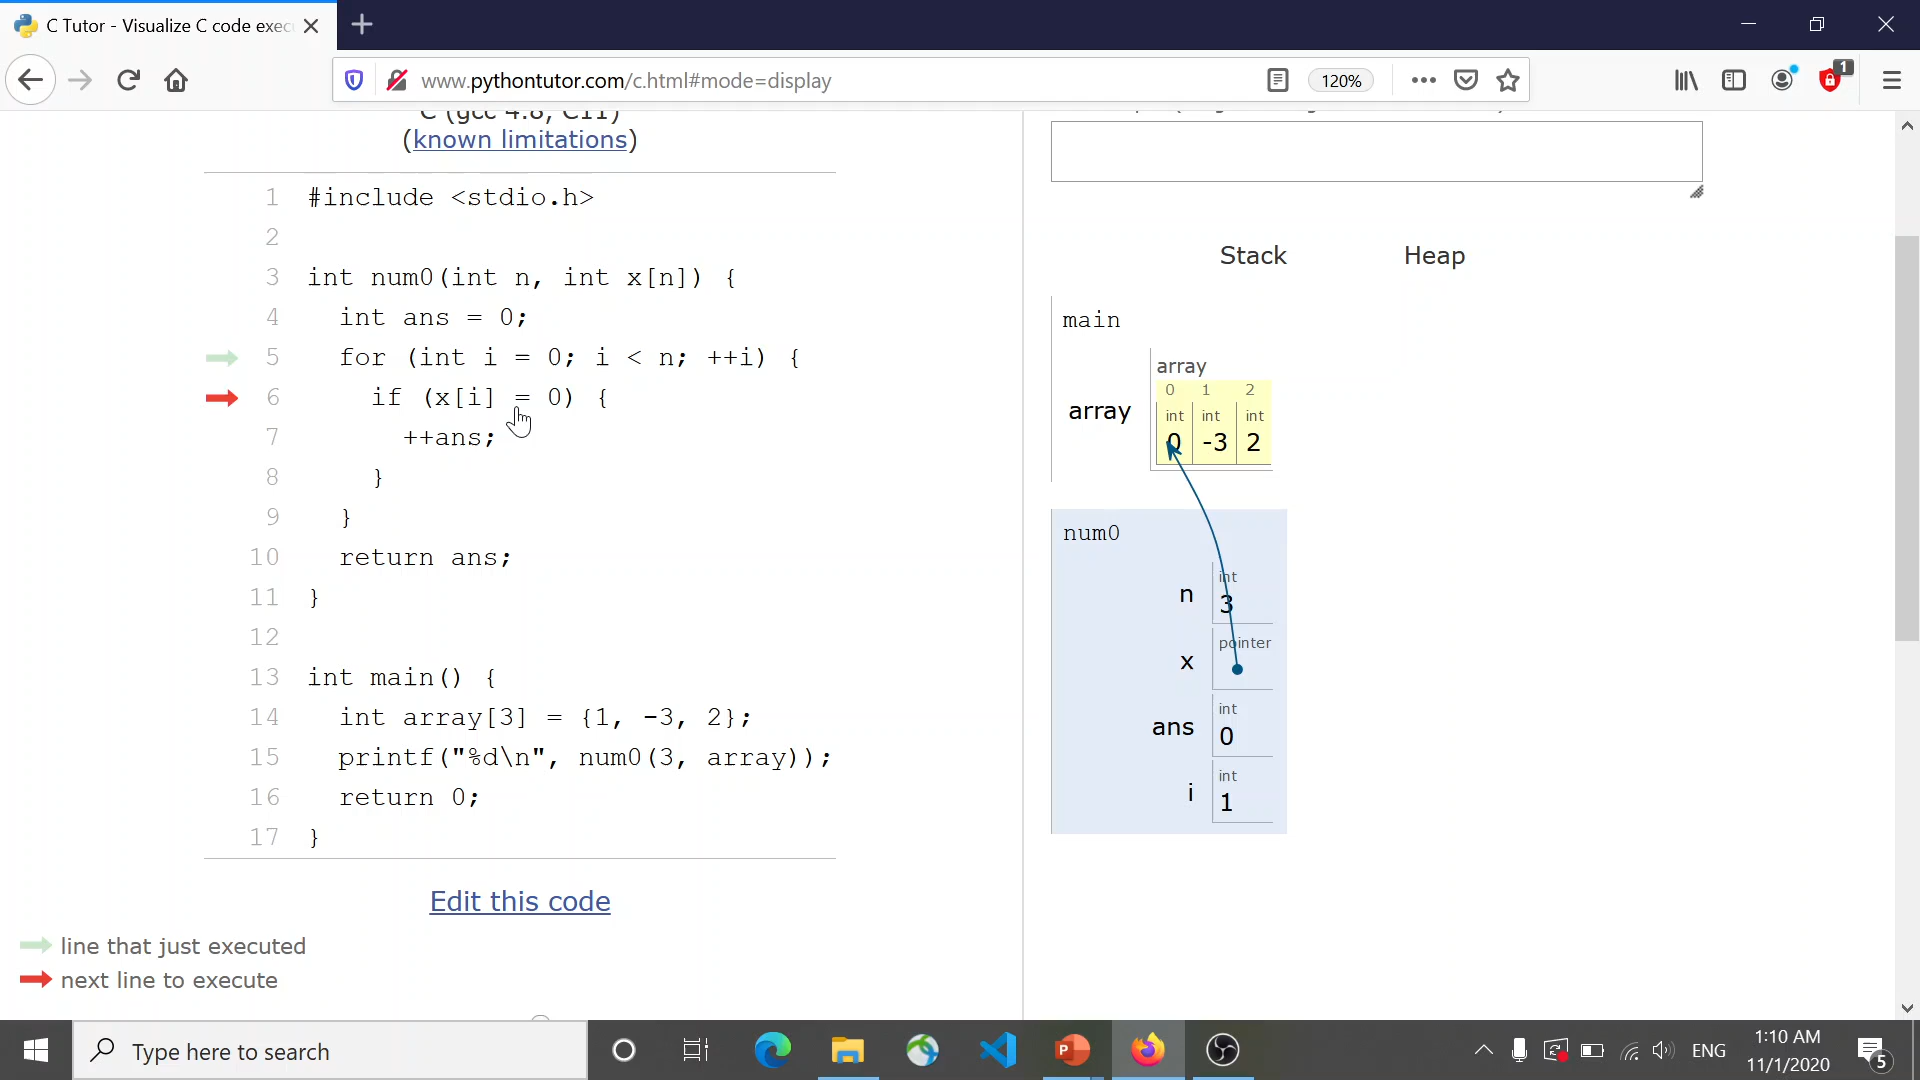 C Tutor - Visualize C code exec
www.pythontutor.com/c.html#mode=display
120%
1
C (gcc 4.8, C11)
(known limitations)
1 #include <stdio.h>
2
3 int num0(int n, int x[n]) {
4 int ans = 0;
5 for (int i = 0; i < n; ++i) {
6 if (x[i] = 0) {
7 ++ans;
8 }
9 }
10 return ans;
11 }
12
13 int main() {
14 int array[3] = {1, -3, 2};
15 printf("%d\n", num0(3, array));
16 return 0;
17 }
Edit this code
line that just executed
next line to execute
Stack Heap
main
array
0 1 2
array int int int
0 -3 2
num0
int
n 3
pointer
x
int
ans 0
int
i 1
Type here to search
ENG
1:10 AM
11/1/2020
5